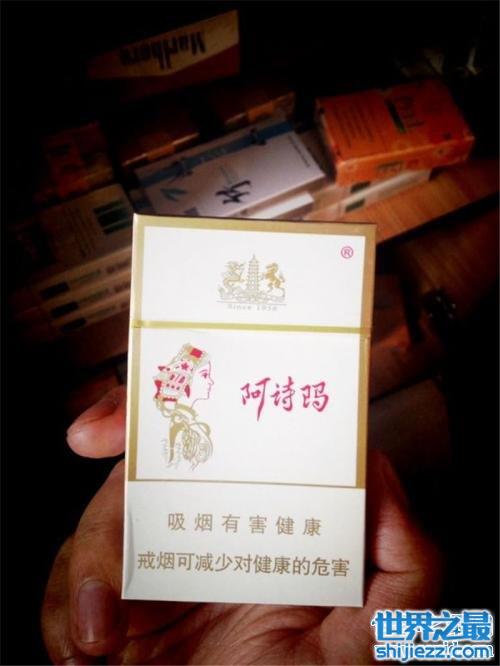 Marlboro
®
Since 1956
阿诗玛
吸烟有害健康
戒烟可减少对健康的危害
世界之最
shijiezz.com